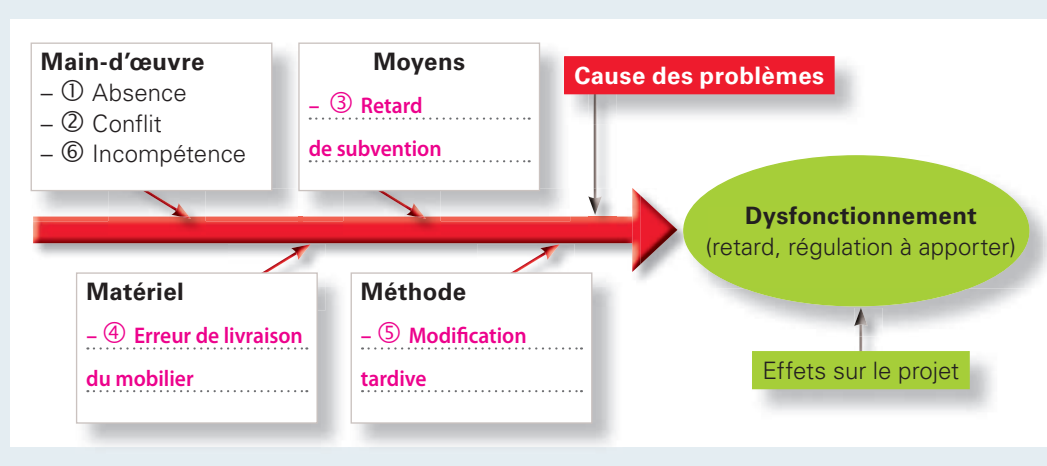 Main-d'œuvre
– ① Absence
– ② Conflit
– ⑥ Incompétence
Moyens
– ③ Retard
de subvention
Cause des problèmes
Dysfonctionnement
(retard, régulation à apporter)
Matériel
– ④ Erreur de livraison
du mobilier
Méthode
– ⑤ Modification
tardive
Effets sur le projet